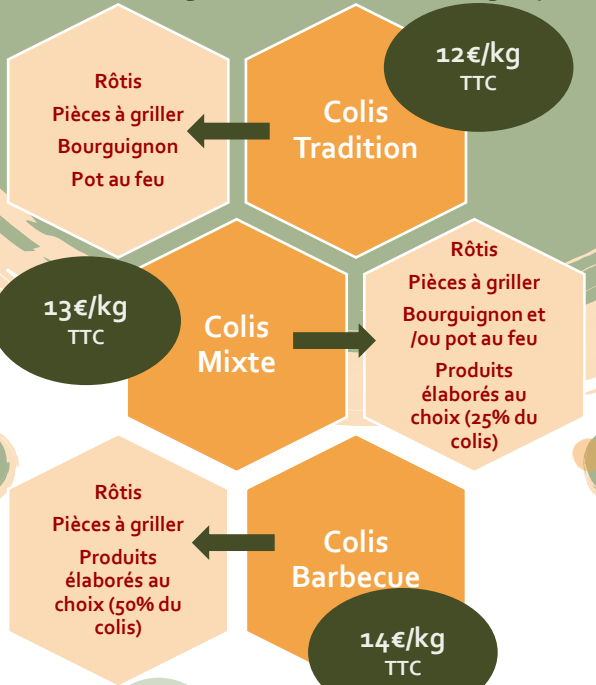 12€/kg
TTC
Colis
Tradition
Rôtis
Pièces à griller
Bourguignon
Pot au feu
13€/kg
TTC
Colis
Mixte
Rôtis
Pièces à griller
Bourguignon et
/ou pot au feu
Produits
élaborés au
choix (25% du
colis)
Colis
Barbecue
Rôtis
Pièces à griller
Produits
élaborés au
choix (50% du
colis)
14€/kg
TTC